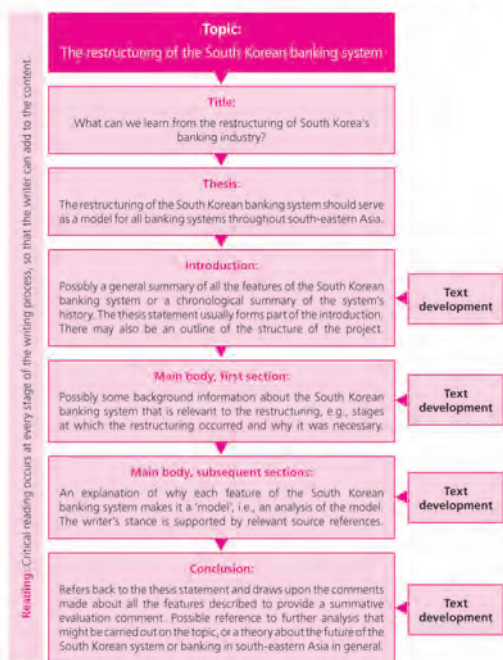 Topic:
The restructuring of the South Korean banking system
Title:
What can we learn from the restructuring of South Korea's
banking industry?
Thesis:
The restructuring of the South Korean banking system should serve
as a model for all banking systems throughout south-eastern Asia.
Introduction:
Possibly a general summary of all the features of the South Korean
banking system or a chronological summary of the system's
history. The thesis statement usually forms part of the introduction.
There may also be an outline of the structure of the project.
Text
development
Main body, first section:
Possibly some background information about the South Korean
banking system that is relevant to the restructuring, e.g., stages
at which the restructuring occurred and why it was necessary.
Text
development
Main body, subsequent sections:
An explanation of why each feature of the South Korean
banking system makes it a 'model', i.e., an analysis of the model.
The writer's stance is supported by relevant source references.
Text
development
Conclusion:
Refers back to the thesis statement and draws upon the comments
made about all the features described to provide a summative
evaluation comment. Possible reference to further analysis that
might be carried out on the topic, or a theory about the future of the
South Korean system or banking in south-eastern Asia in general.
Text
development
Reading: Critical reading occurs at every stage of the writing process, so that the writer can add to the content.